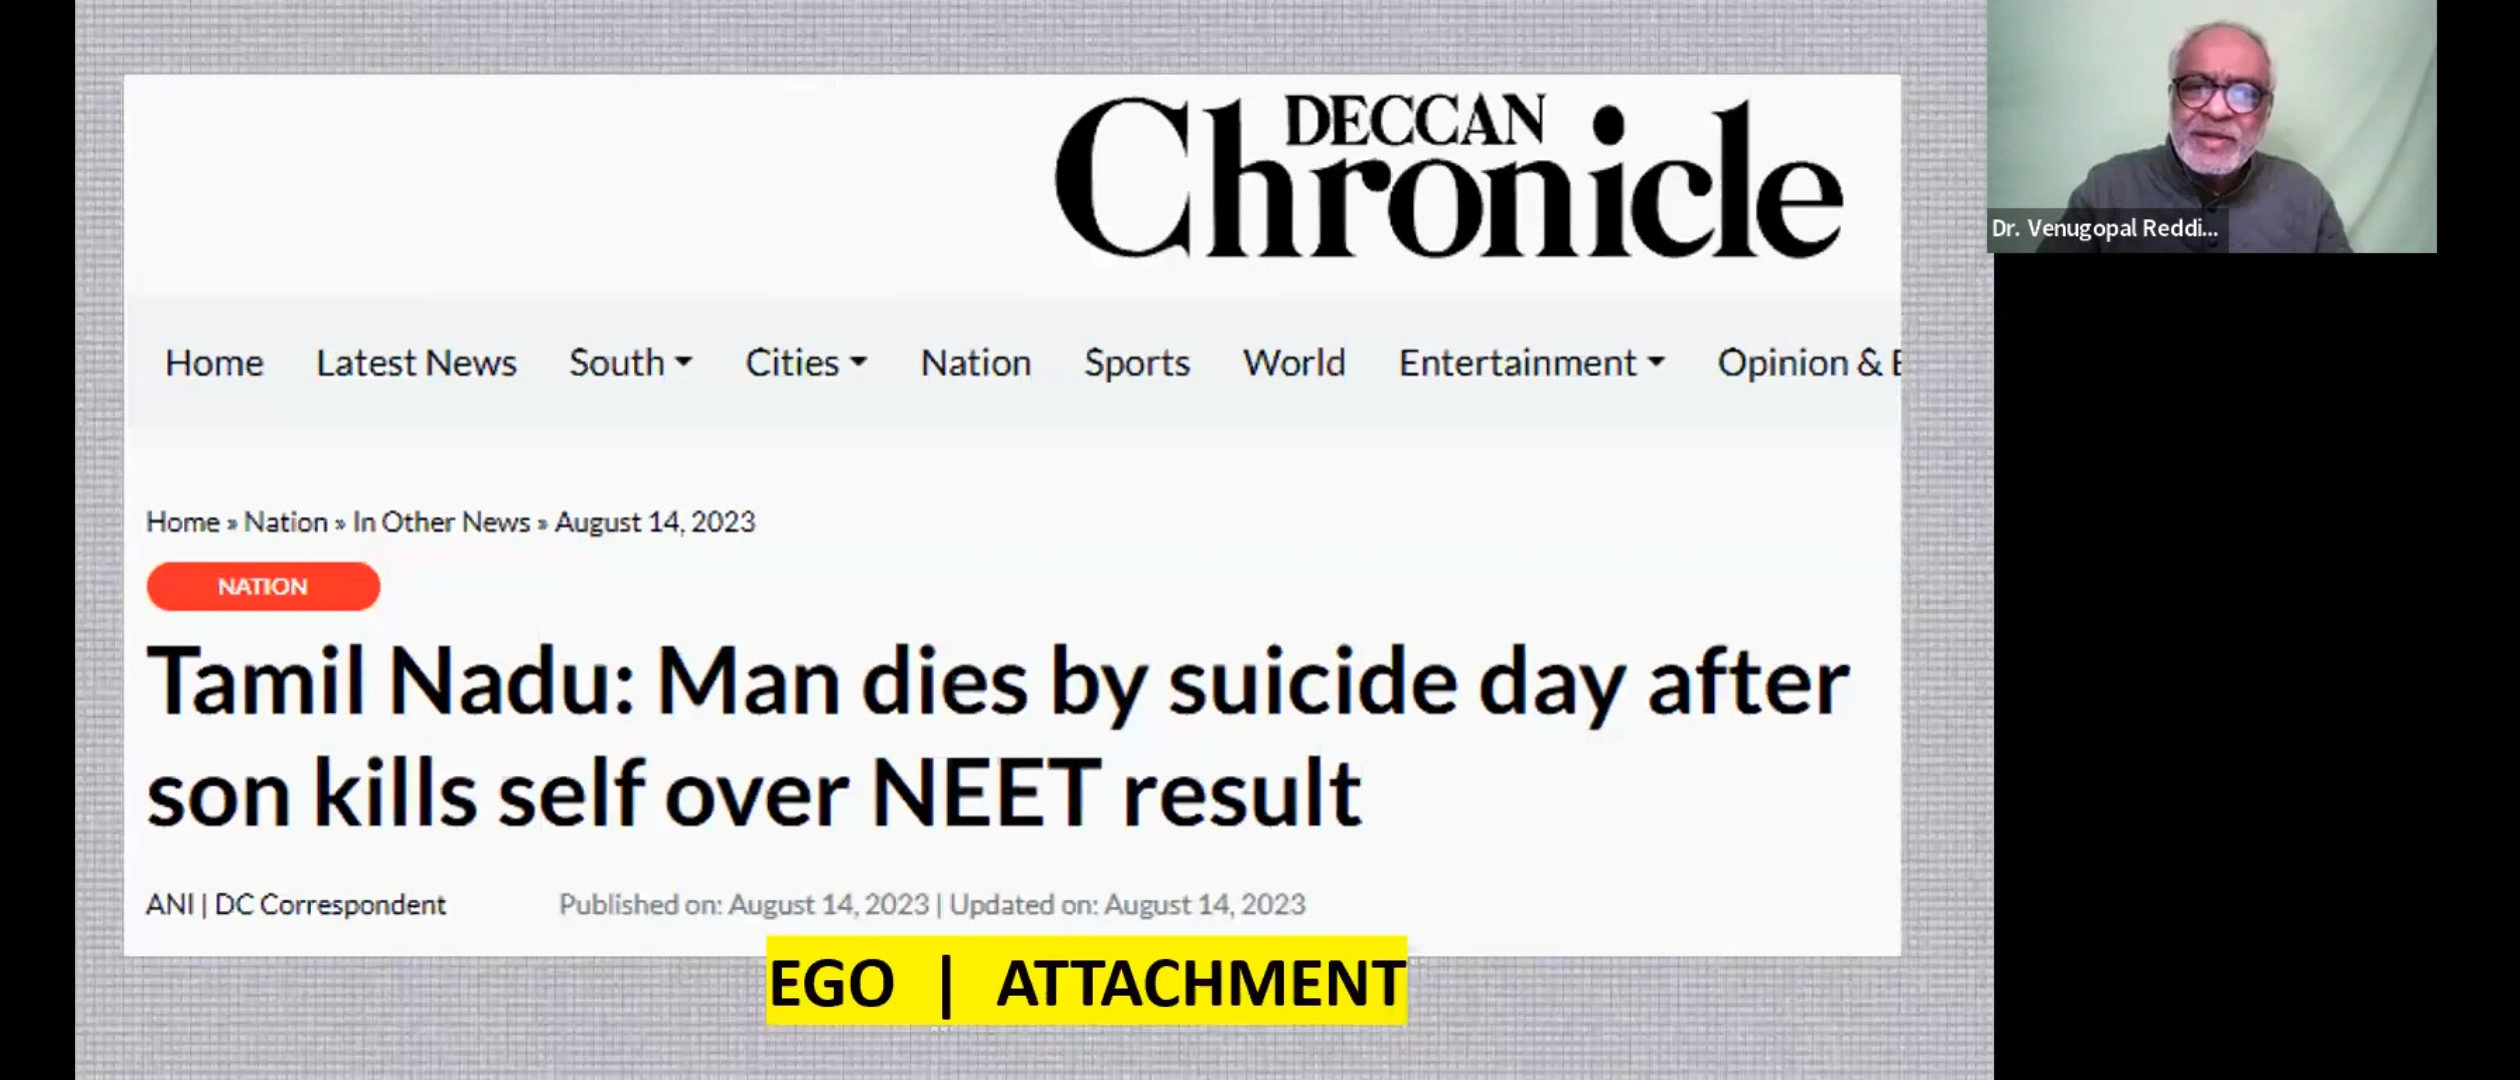 DECCAN
Chronicle
Dr. Venugopal Reddi...
Home Latest News South Cities Nation Sports World Entertainment Opinion &
Home » Nation » In Other News » August 14, 2023
NATION
Tamil Nadu: Man dies by suicide day after
son kills self over NEET result
ANI | DC Correspondent Published on: August 14, 2023 | Updated on: August 14, 2023
EGO | ATTACHMENT